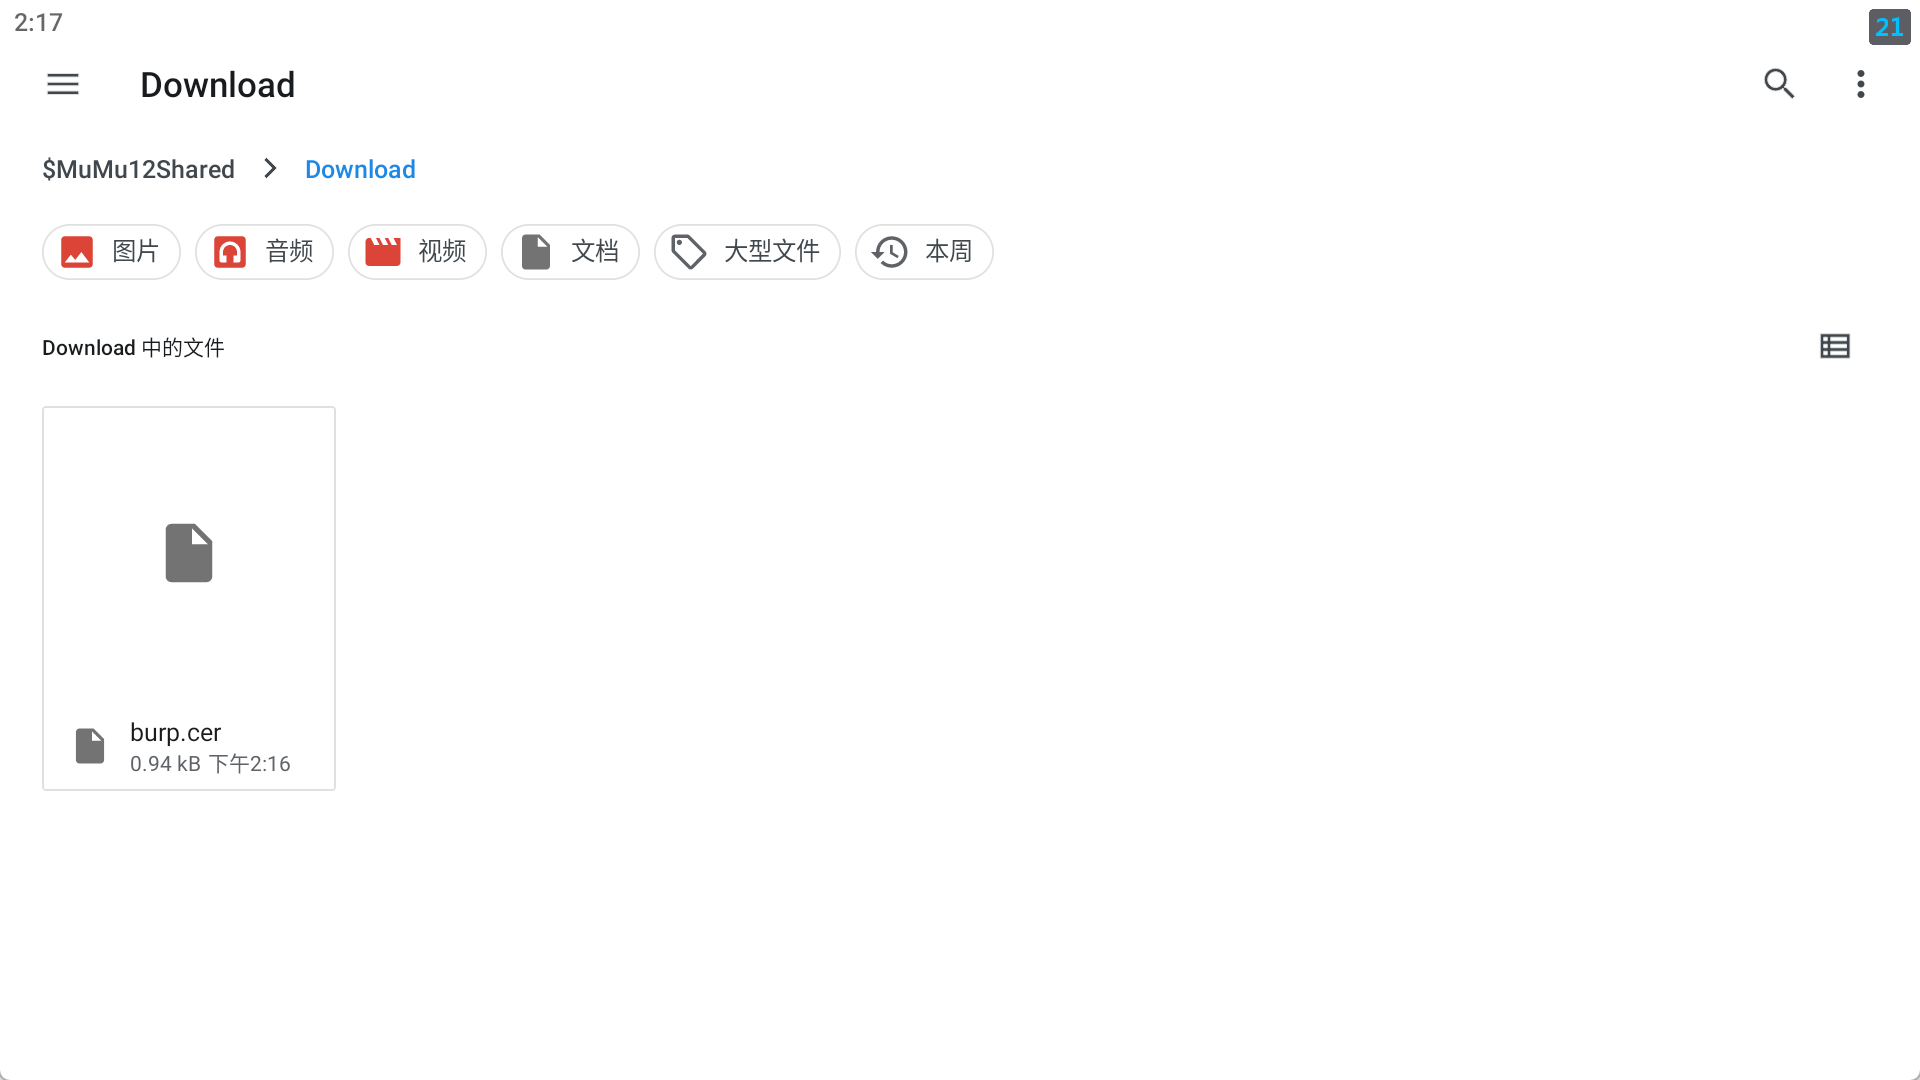 2:17
21
Download
$MuMu12Shared
Download
图片
音频
视频
文档
大型文件
本周
Download 中的文件
burp.cer
0.94 kB 下午2:16